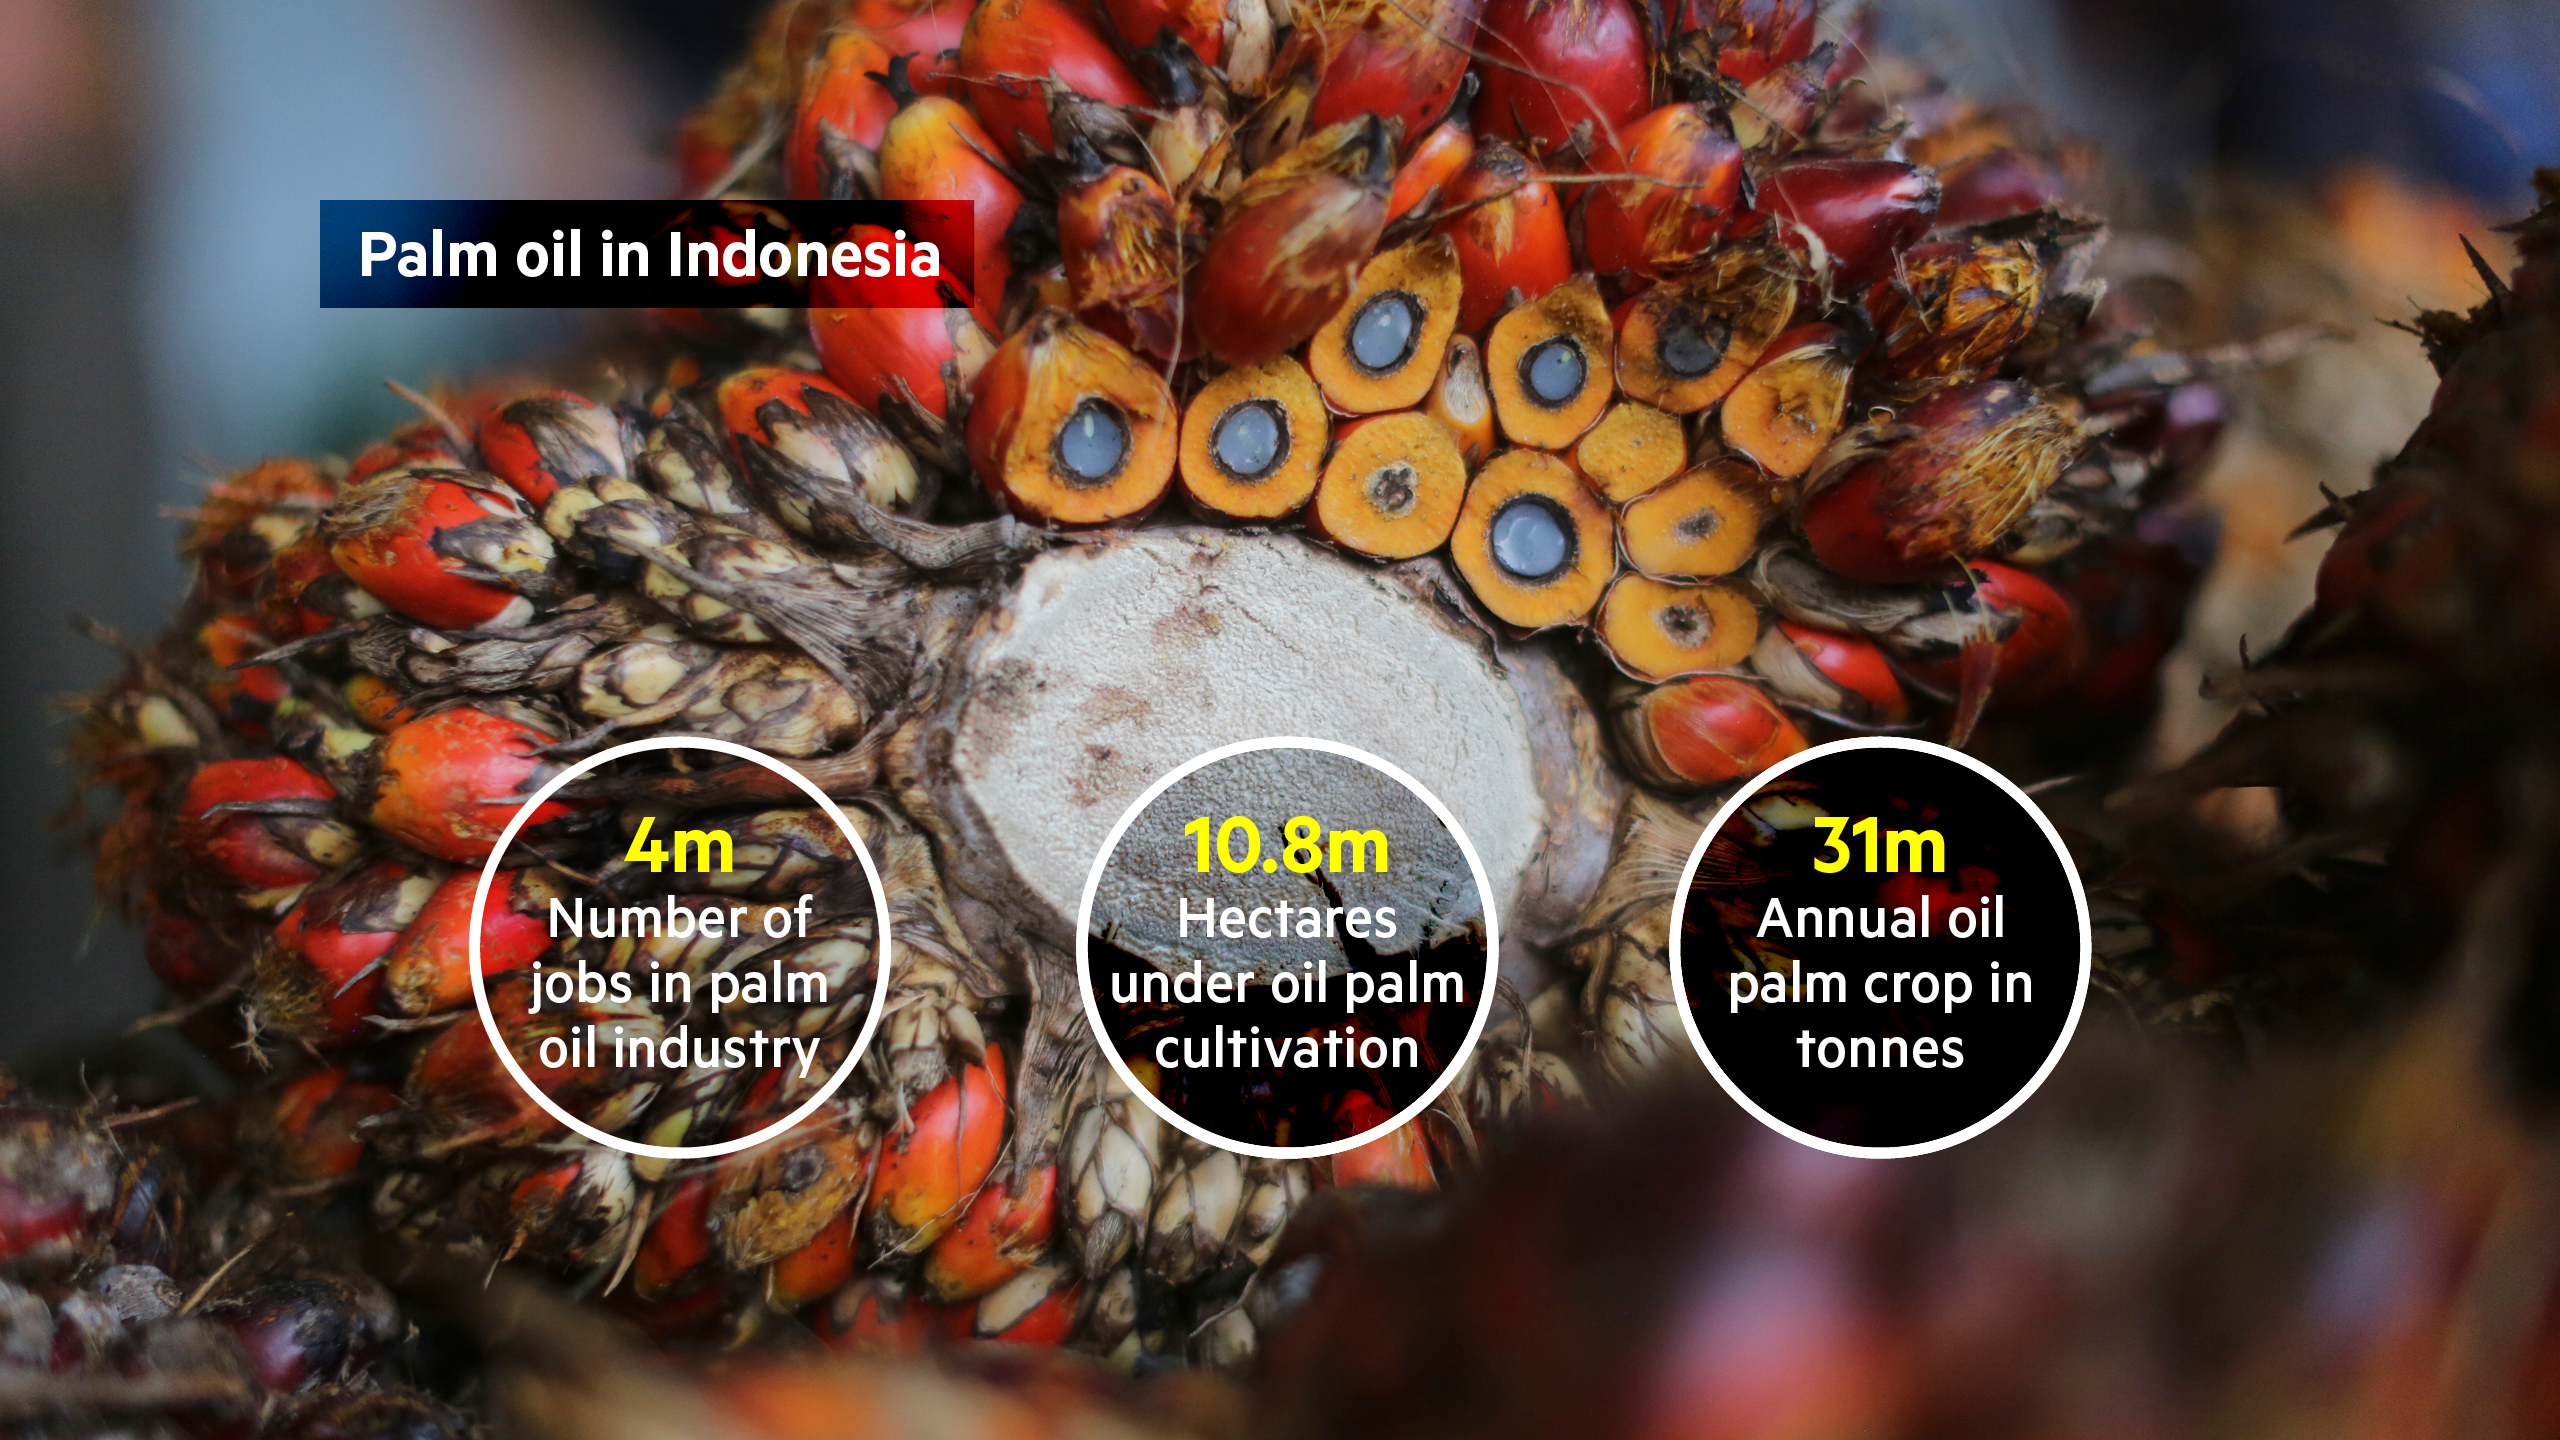 Palm oil in Indonesia
4m
Number of
jobs in palm
oil industry
10.8m
Hectares
under oil palm
cultivation
31m
Annual oil
palm crop in
tonnes